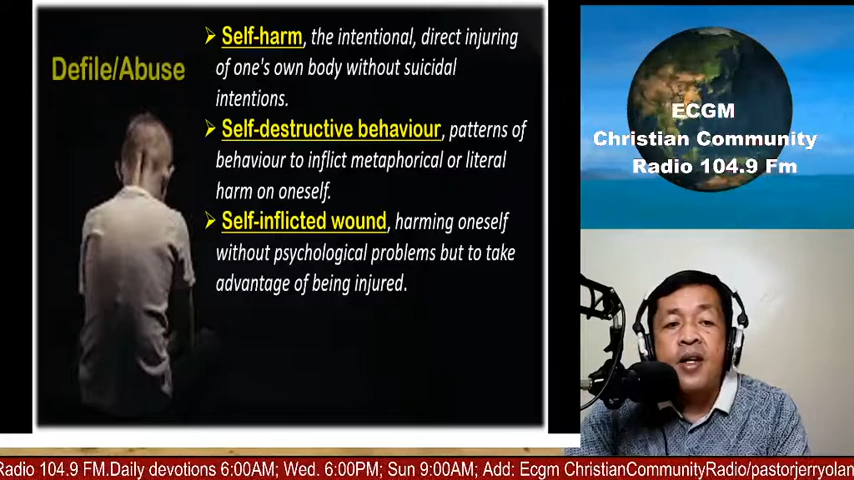 Defile/Abuse
➢ Self-harm, the intentional, direct injuring
of one's own body without suicidal
intentions.
➢ Self-destructive behaviour, patterns of
behaviour to inflict metaphorical or literal
harm on oneself.
➢ Self-inflicted wound, harming oneself
without psychological problems but to take
advantage of being injured.
ECGM
Christian Community
Radio 104.9 Fm
Radio 104.9 FM.Daily devotions 6:00AM; Wed. 6:00PM; Sun 9:00AM; Add: Ecgm ChristianCommunityRadio/pastorjerryolan